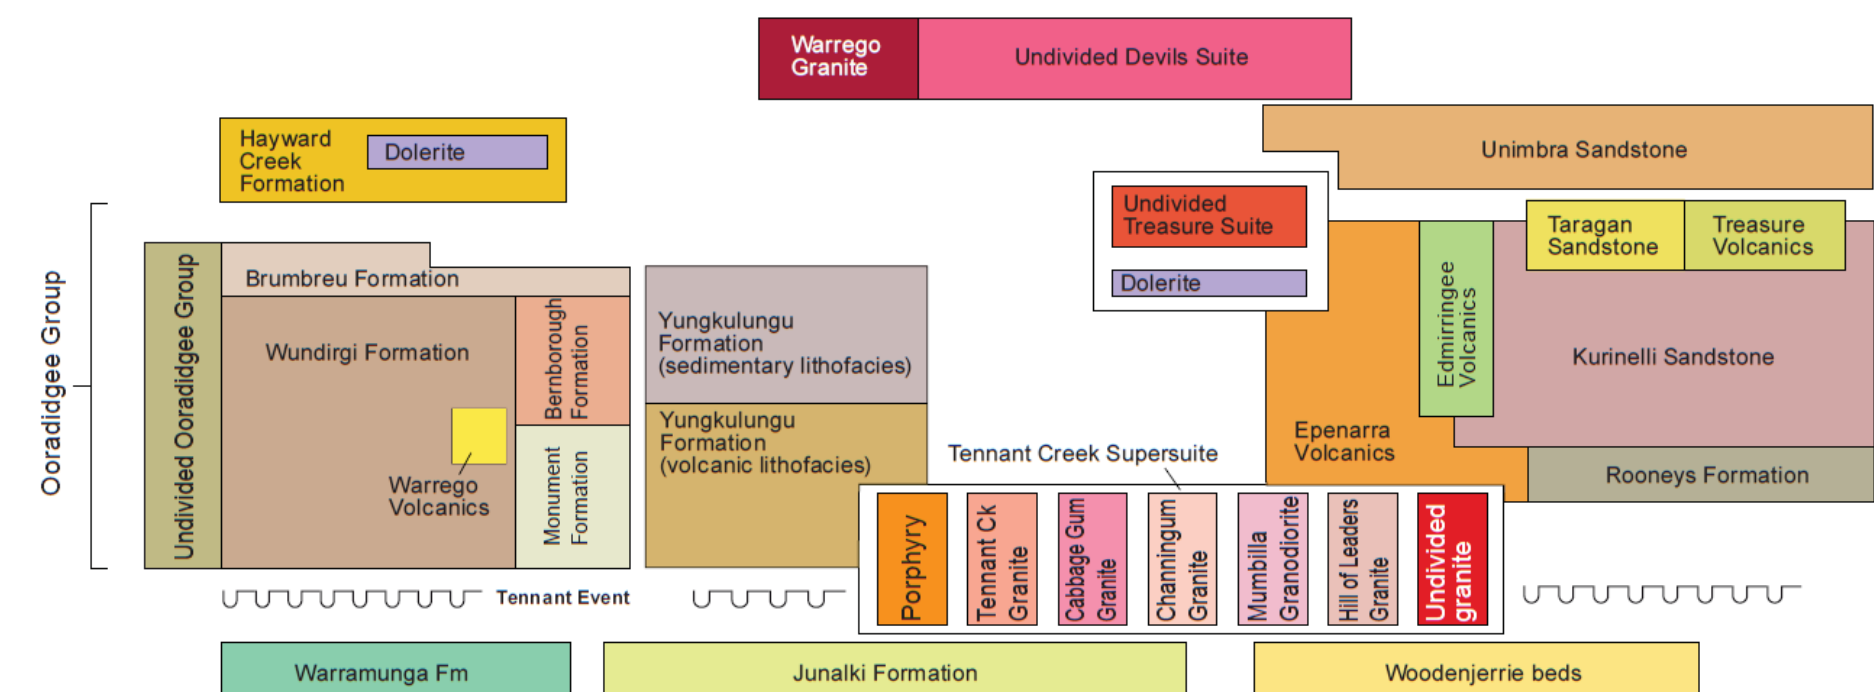 Warrego
Granite
Undivided Devils Suite
Hayward
Creek
Formation
Dolerite
Unimbra Sandstone
Undivided
Treasure Suite
Dolerite
Taragan
Sandstone
Treasure
Volcanics
Ooradidgee Group
Undivided Ooradidgee Group
Brumbreu Formation
Wundirgi Formation
Bernborough
Formation
Monument
Formation
Warrego
Volcanics
Yungkulungu
Formation
(sedimentary lithofacies)
Yungkulungu
Formation
(volcanic lithofacies)
Edmirringee
Volcanics
Kurinelli Sandstone
Epenarra
Volcanics
Rooneys Formation
Tennant Creek Supersuite
Porphyry
Tennant Ck
Granite
Cabbage Gum
Granite
Channingum
Granite
Mumbilla
Granodiorite
Hill of Leaders
Granite
Undivided
granite
Tennant Event
Warramunga Fm
Junalki Formation
Woodenjerrie beds